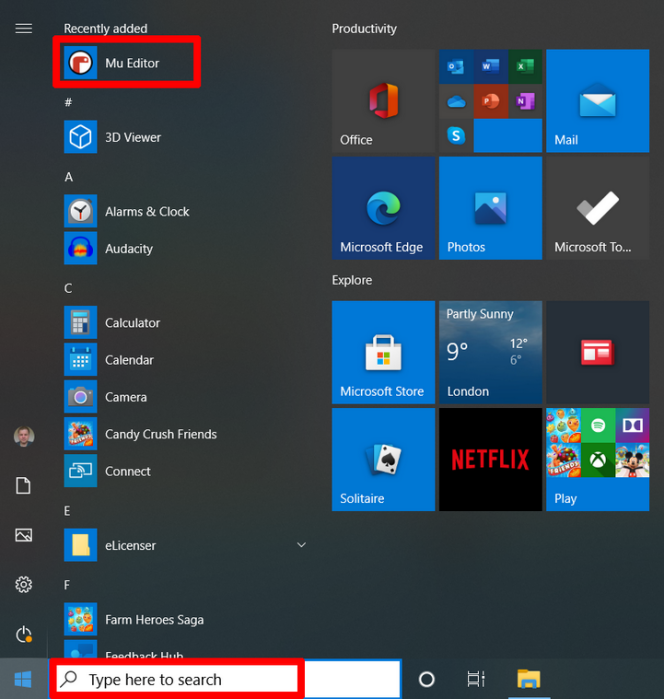 Recently added
Mu Editor
#
3D Viewer
A
Alarms & Clock
Audacity
C
Calculator
Calendar
Camera
Candy Crush Friends
Connect
E
eLicenser
F
Farm Heroes Saga
Feedback Hub
Type here to search
Productivity
Office
Mail
Microsoft Edge
Photos
Microsoft To...
Explore
Microsoft Store
Partly Sunny
9°
12°
6°
London
Solitaire
NETFLIX
Play